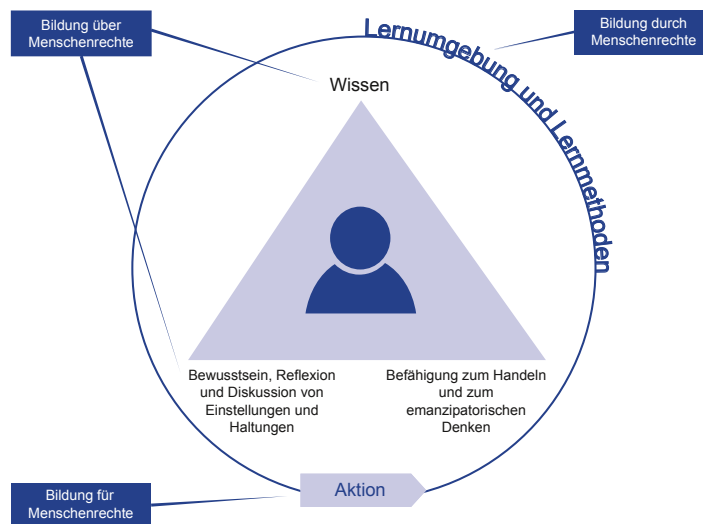 Bildung über
Menschenrechte
Lernumgebung und Lernmethoden
Bildung durch
Menschenrechte
Wissen
Bewusstsein, Reflexion
und Diskussion von
Einstellungen und
Haltungen
Befähigung zum Handeln
und zum
emanzipatorischen
Denken
Bildung für
Menschenrechte
Aktion